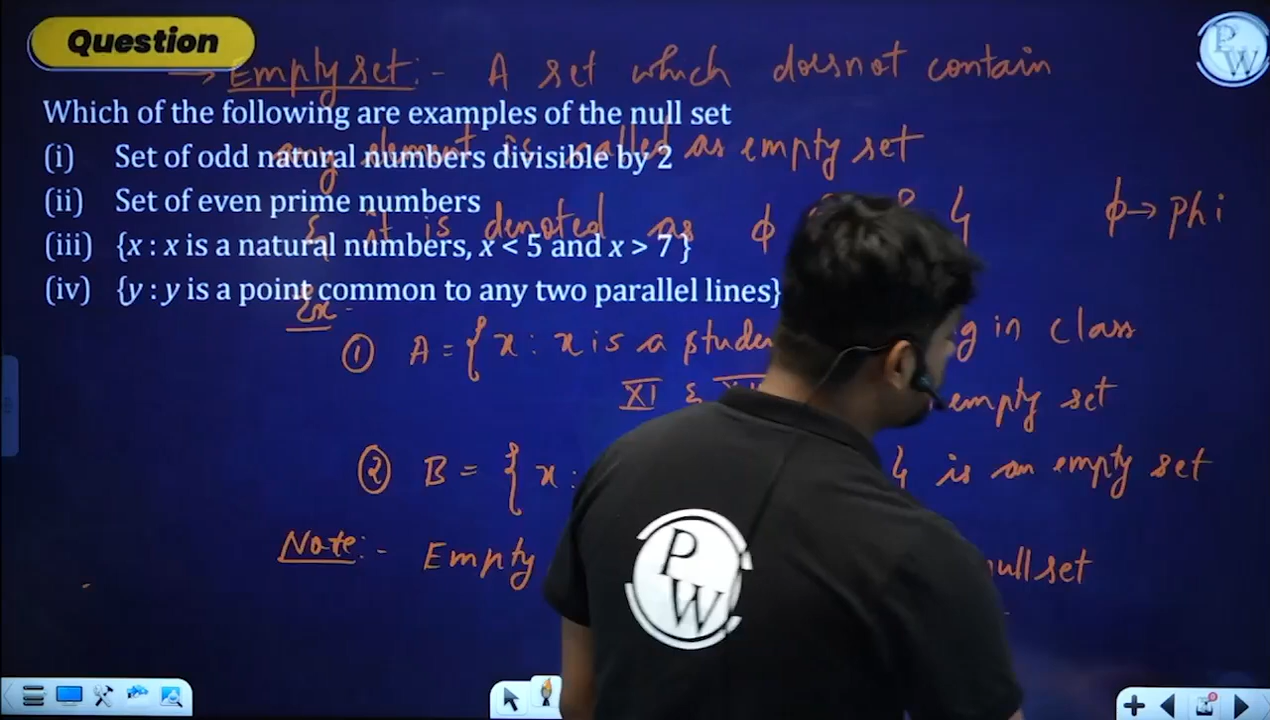 Question
PW
→ Empty set :- A set which doesnot contain
Which of the following are examples of the null set
any element is called as empty set
(i) Set of odd natural numbers divisible by 2
(ii) Set of even prime numbers
& it is denoted as ϕ
ϕ → phi
(iii) {x : x is a natural numbers, x < 5 and x > 7}
(iv) {y : y is a point common to any two parallel lines}
Ex -
① A = { x : x is a in class
XI & empty set
② B = { x : } is an empty set
Note :- Empty null set
PW